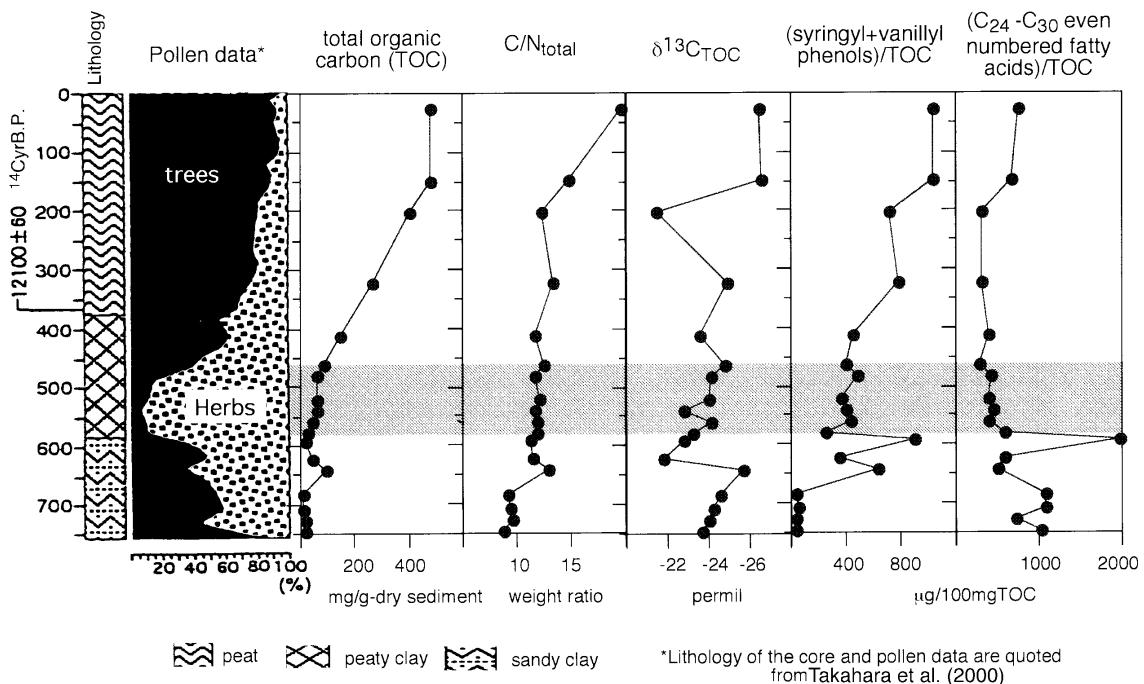 Lithology
Pollen data*
total organic
carbon (TOC)
C/Ntotal
δ13CTOC
(syringyl+vanillyl
phenols)/TOC
(C24 -C30 even
numbered fatty
acids)/TOC
14CyrB.P.
12100±60
0
100
200
300
400
500
600
700
trees
Herbs
20 40 60 80 100
(%)
200 400
mg/g-dry sediment
10 15
weight ratio
-22 -24 -26
permil
400 800
1000 2000
μg/100mgTOC
peat
peaty clay
sandy clay
*Lithology of the core and pollen data are quoted
fromTakahara et al. (2000)